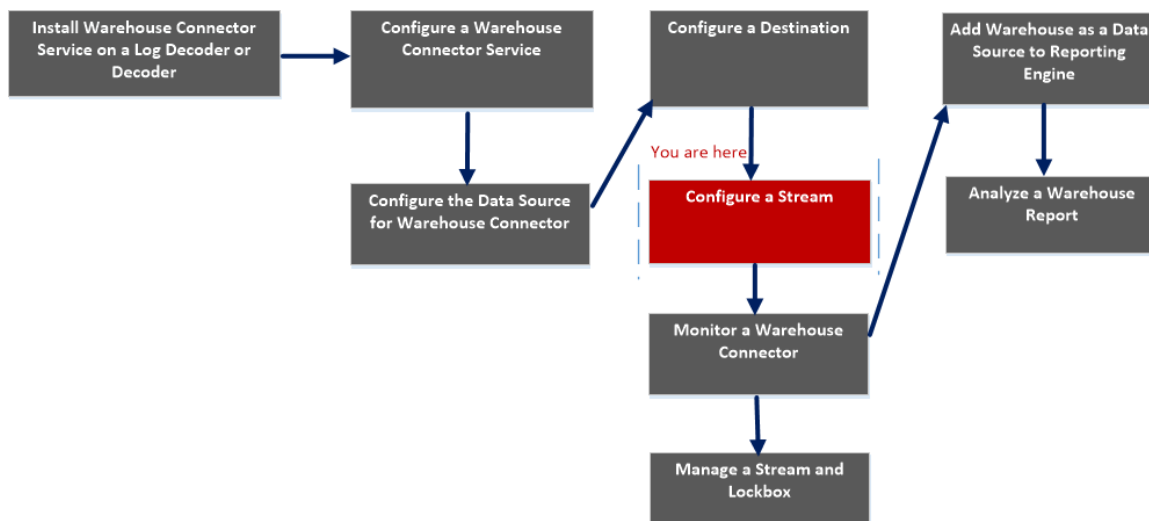 Install Warehouse Connector
Service on a Log Decoder or
Decoder
Configure a Warehouse
Connector Service
Configure the Data Source
for Warehouse Connector
Configure a Destination
You are here
Configure a Stream
Monitor a Warehouse
Connector
Manage a Stream and
Lockbox
Add Warehouse as a Data
Source to Reporting
Engine
Analyze a Warehouse
Report